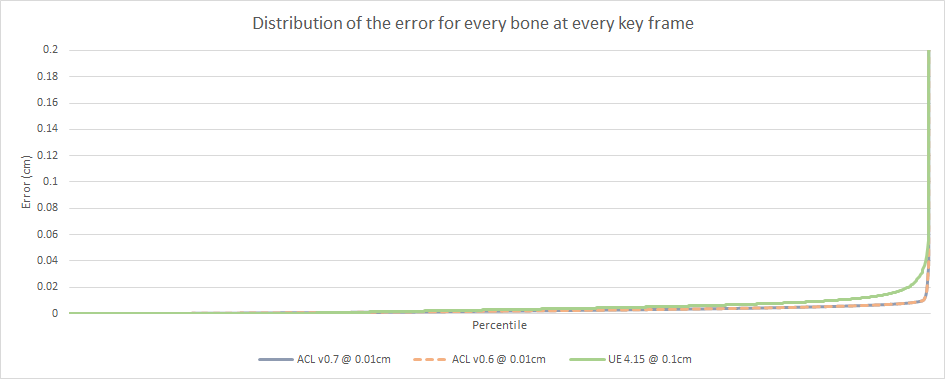 Distribution of the error for every bone at every key frame
0.2
0.18
0.16
0.14
0.12
0.1
0.08
0.06
0.04
0.02
0
Error (cm)
Percentile
ACL v0.7 @ 0.01cm
ACL v0.6 @ 0.01cm
UE 4.15 @ 0.1cm